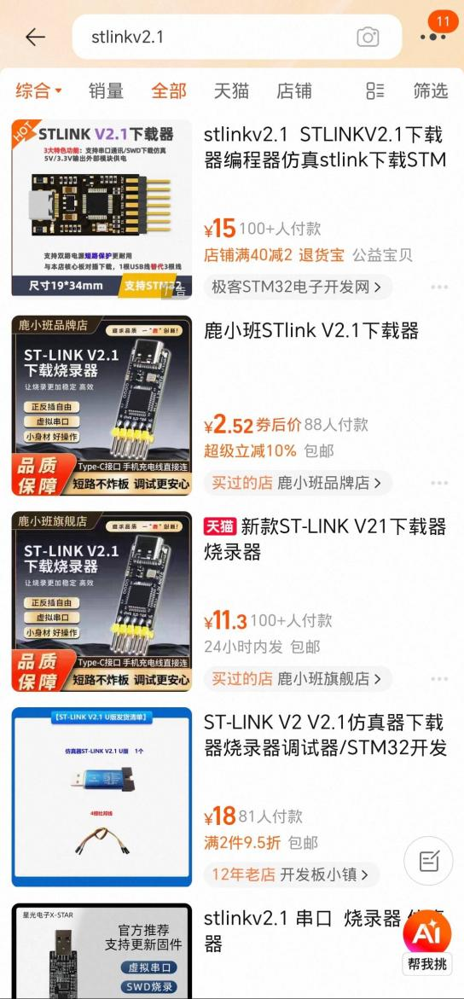 stlinkv2.1
11
综合 销量 全部 天猫 店铺 筛选
HOT
STLINK V2.1下载器
3大特色功能：支持串口通讯/SWD下载仿真
5V/3.3V输出外部模块供电
支持双路电源短路保护更耐用
与本店核心板对插下载，1根USB线替代3根线
尺寸19*34mm
支持STM32
stlinkv2.1 STLINKV2.1下载
器编程器仿真stlink下载STM
¥15 100+人付款
店铺满40减2 退货宝 公益宝贝
极客STM32电子开发网
鹿小班品牌店
追求品质 一“鹿”创新！
ST-LINK V2.1
下载烧录器
让烧录更加稳定 高效
正反插自由
虚拟串口
小身材 好操作
品质
保障
Type-C接口 手机充电线直接连
短路不炸板 调试更安心
鹿小班STlink V2.1下载器
¥2.52 券后价 88人付款
超级立减10% 包邮
买过的店 鹿小班品牌店
鹿小班旗舰店
追求品质 一“鹿”创新！
ST-LINK V2.1
下载烧录器
让烧录更加稳定 高效
正反插自由
虚拟串口
小身材 好操作
品质
保障
Type-C接口 手机充电线直接连
短路不炸板 调试更安心
天猫 新款ST-LINK V21下载器
烧录器
¥11.3 100+人付款
24小时内发 包邮
买过的店 鹿小班旗舰店
【ST-LINK V2.1 U版发货清单】
仿真器ST-LINK V2.1 U版 1个
4根杜邦线
ST-LINK V2 V2.1仿真器下载
器烧录器调试器/STM32开发
¥18 81人付款
满2件9.5折 包邮
12年老店 开发板小镇
星光电子X-STAR
官方推荐
支持更新固件
虚拟串口
SWD烧录
stlinkv2.1 串口 烧录器
器
Ai
帮我挑